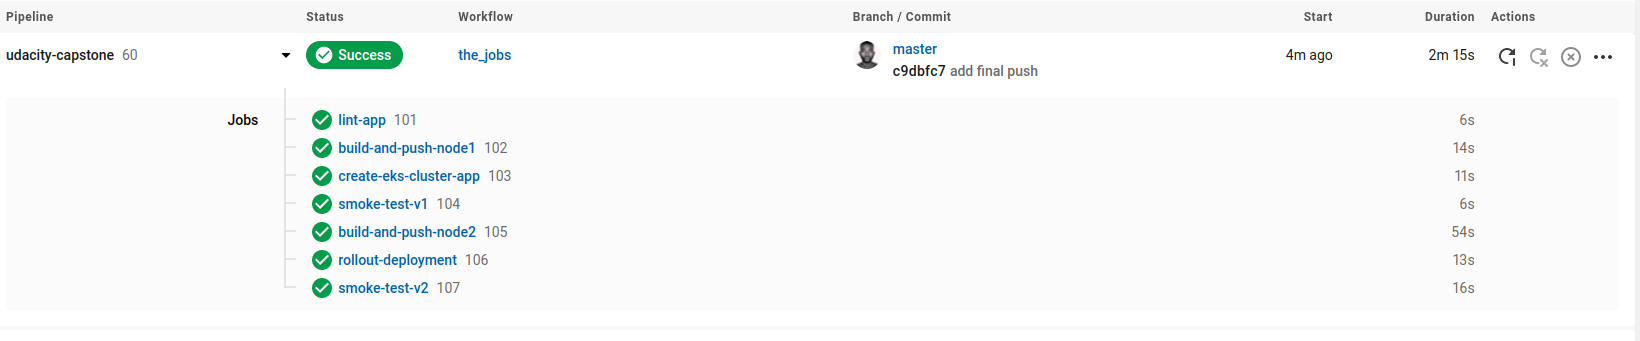 Pipeline Status Workflow Branch / Commit Start Duration Actions
udacity-capstone 60 Success the_jobs master 4m ago 2m 15s
c9dbfc7 add final push
Jobs lint-app 101 6s
build-and-push-node1 102 14s
create-eks-cluster-app 103 11s
smoke-test-v1 104 6s
build-and-push-node2 105 54s
rollout-deployment 106 13s
smoke-test-v2 107 16s